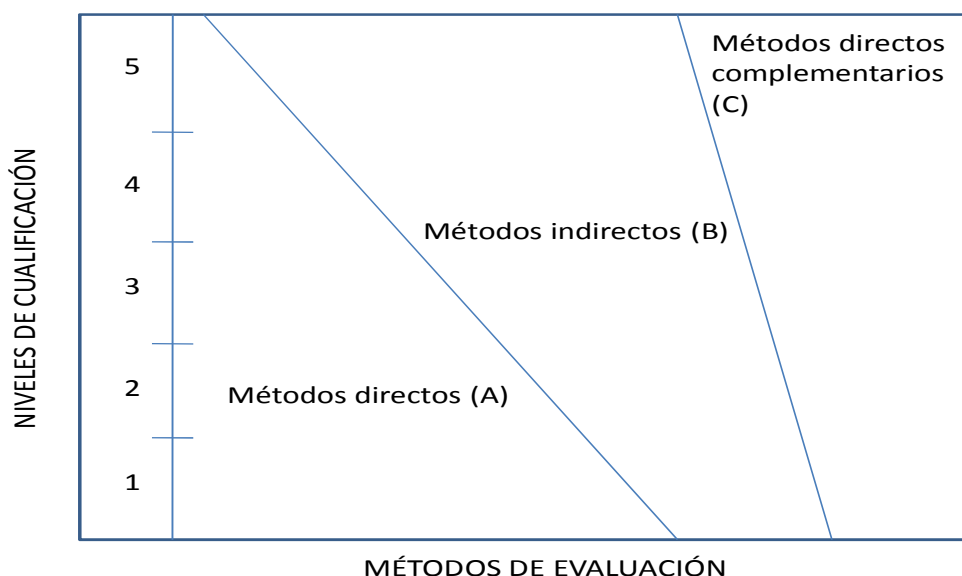 NIVELES DE CUALIFICACIÓN
5
4
3
2
1
Métodos directos
complementarios
(C)
Métodos indirectos (B)
Métodos directos (A)
MÉTODOS DE EVALUACIÓN